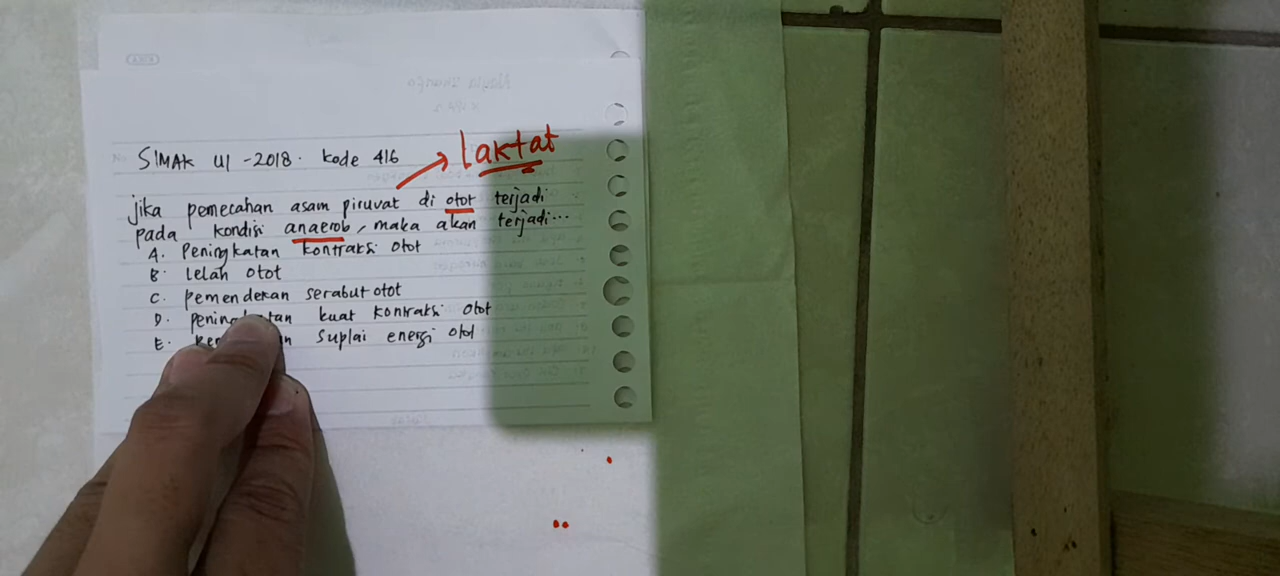 SIMAK UI -2018. kode 416
laktat
jika pemecahan asam piruvat di otot terjadi
pada kondisi anaerob, maka akan terjadi...
A. Peningkatan kontraksi otot
B. lelah otot
C. pemendekan serabut otot
D. peningkatan kuat kontraksi otot
E. suplai energi otot